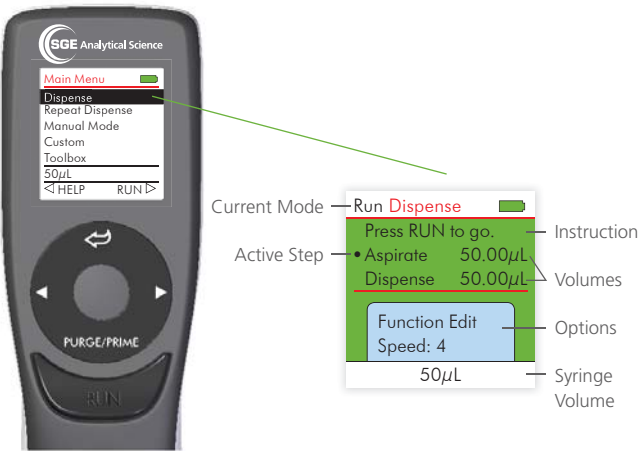 SGE Analytical Science
Main Menu
Dispense
Repeat Dispense
Manual Mode
Custom
Toolbox
50µL
◁ HELP RUN ▷
PURGE/PRIME
RUN
Current Mode
Run Dispense
Press RUN to go.
Instruction
Active Step
• Aspirate 50.00µL
Dispense 50.00µL
Volumes
Function Edit
Speed: 4
Options
50µL
Syringe
Volume